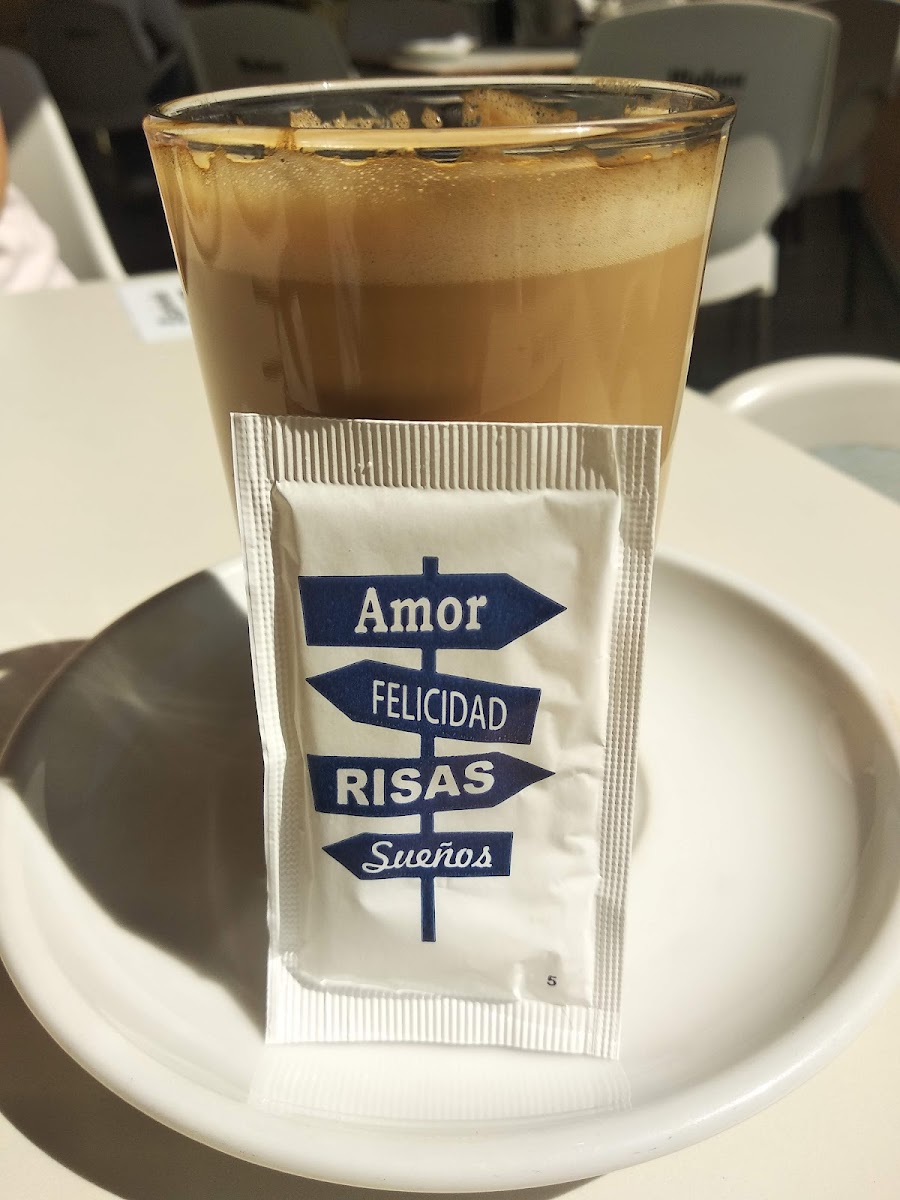 Amor
FELICIDAD
RISAS
Sueños
5